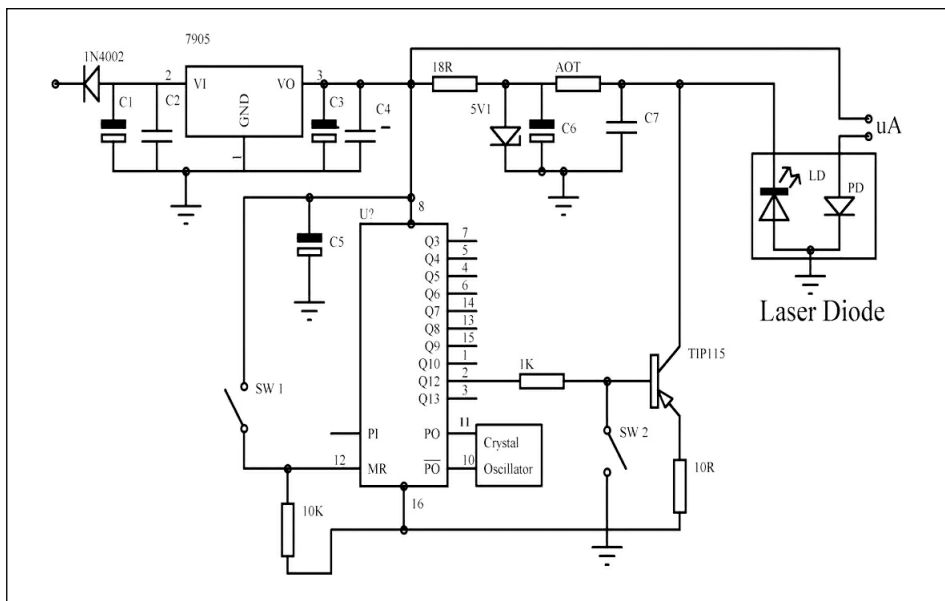 7905
1N4002
2
VI
VO
3
GND
1
C1
C2
C3
C4
18R
5V1
C6
AOT
C7
uA
LD
PD
Laser Diode
C5
U?
8
Q3 7
Q4 5
Q5 4
Q6 6
Q7 14
Q8 13
Q9 15
Q10 1
Q12 2
Q13 3
1K
TIP115
SW 1
SW 2
PI
PO 11
12 MR
PO 10
Crystal
Oscillator
16
10K
10R